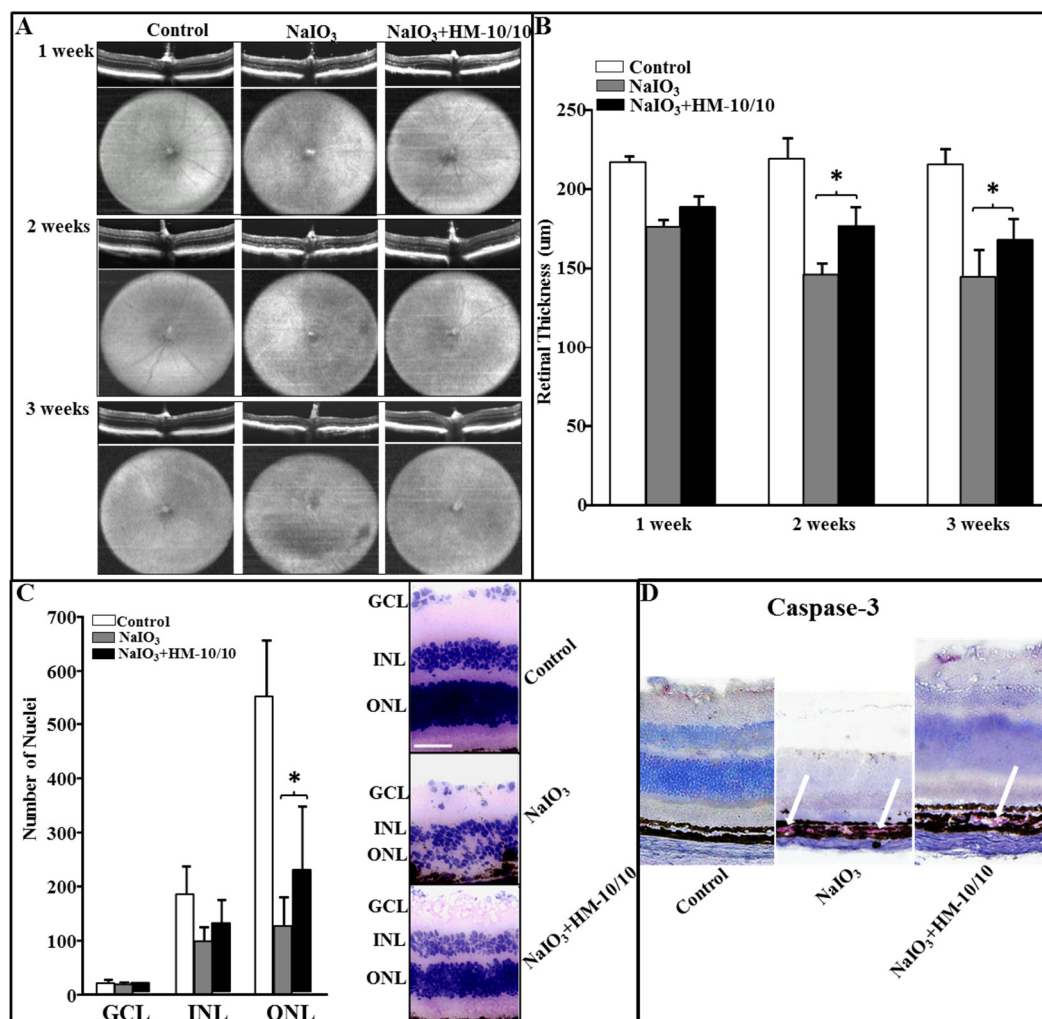 A
Control
NaIO3
NaIO3+HM-10/10
1 week
2 weeks
3 weeks
B
Control
NaIO3
NaIO3+HM-10/10
Retinal Thickness (um)
250
200
150
100
50
0
*
*
1 week
2 weeks
3 weeks
C
Control
NaIO3
NaIO3+HM-10/10
Number of Nuclei
700
600
500
400
300
200
100
0
*
GCL
INL
ONL
GCL
INL
ONL
Control
GCL
INL
ONL
NaIO3
GCL
INL
ONL
NaIO3+HM-10/10
D
Caspase-3
Control
NaIO3
NaIO3+HM-10/10